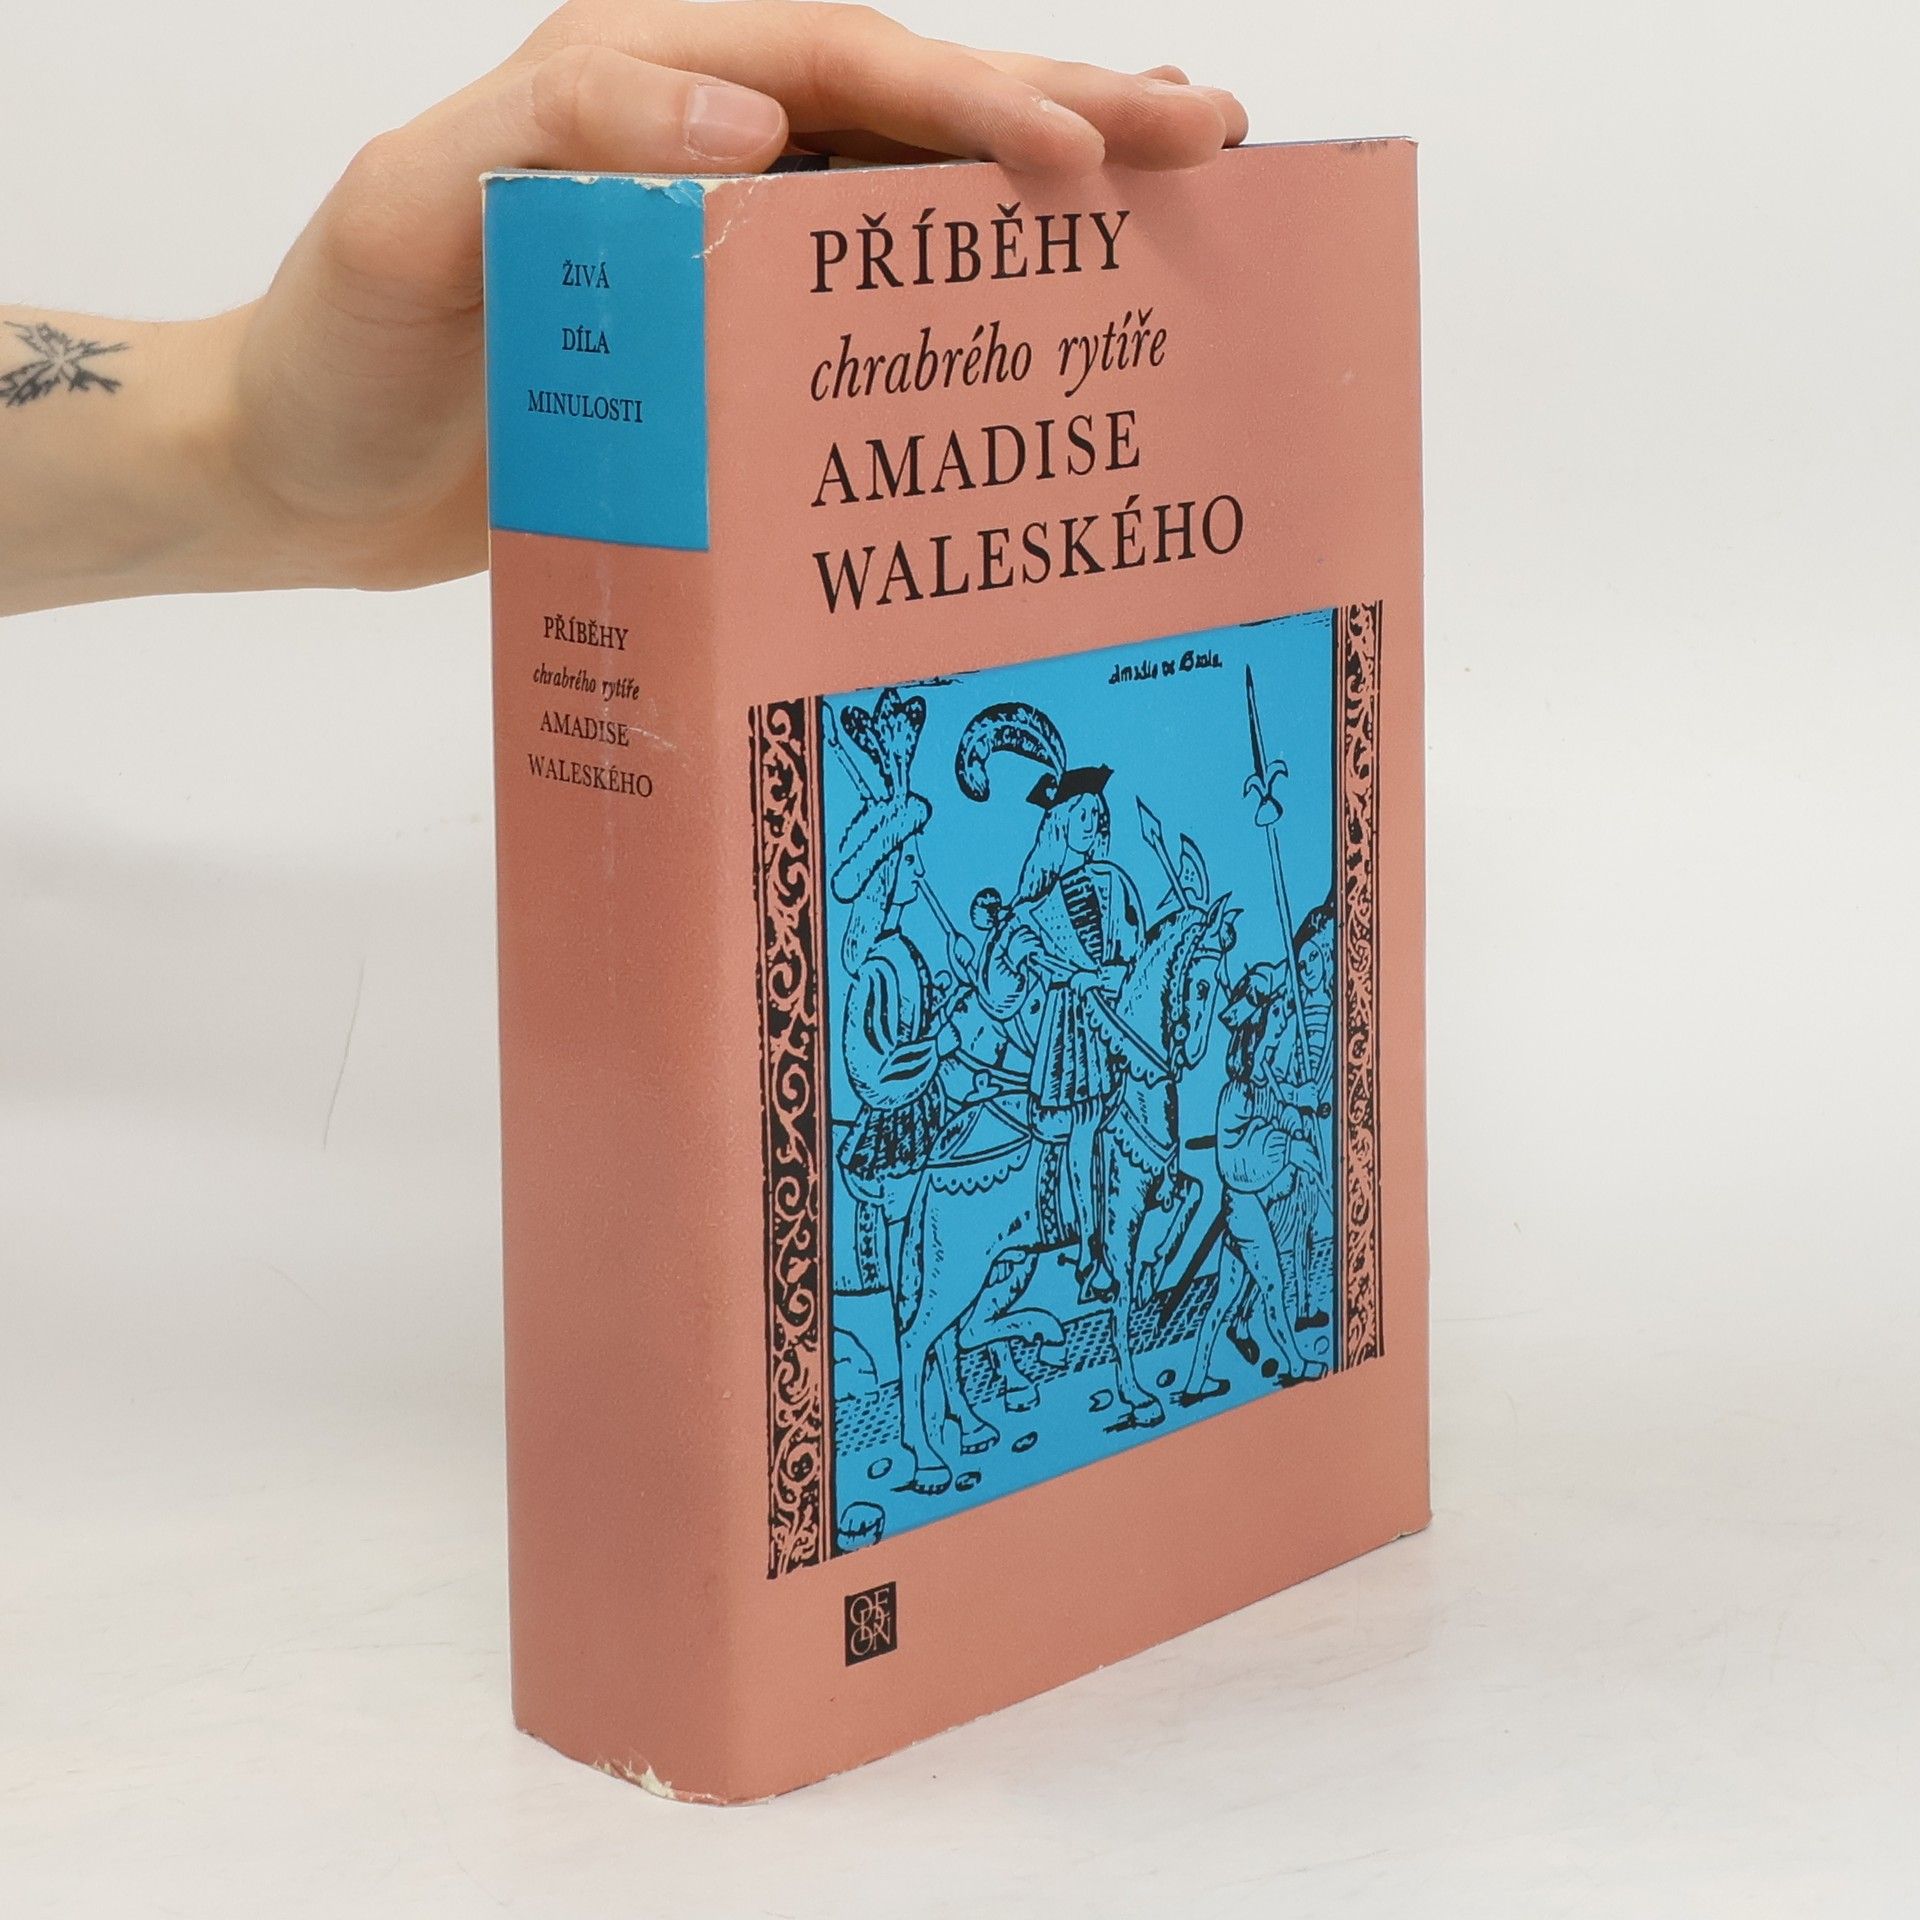 ŽIVÁ
DÍLA
MINULOSTI
PŘÍBĚHY
chrabrého rytíře
AMADISE
WALESKÉHO
PŘÍBĚHY
chrabrého rytíře
AMADISE
WALESKÉHO
ODEON